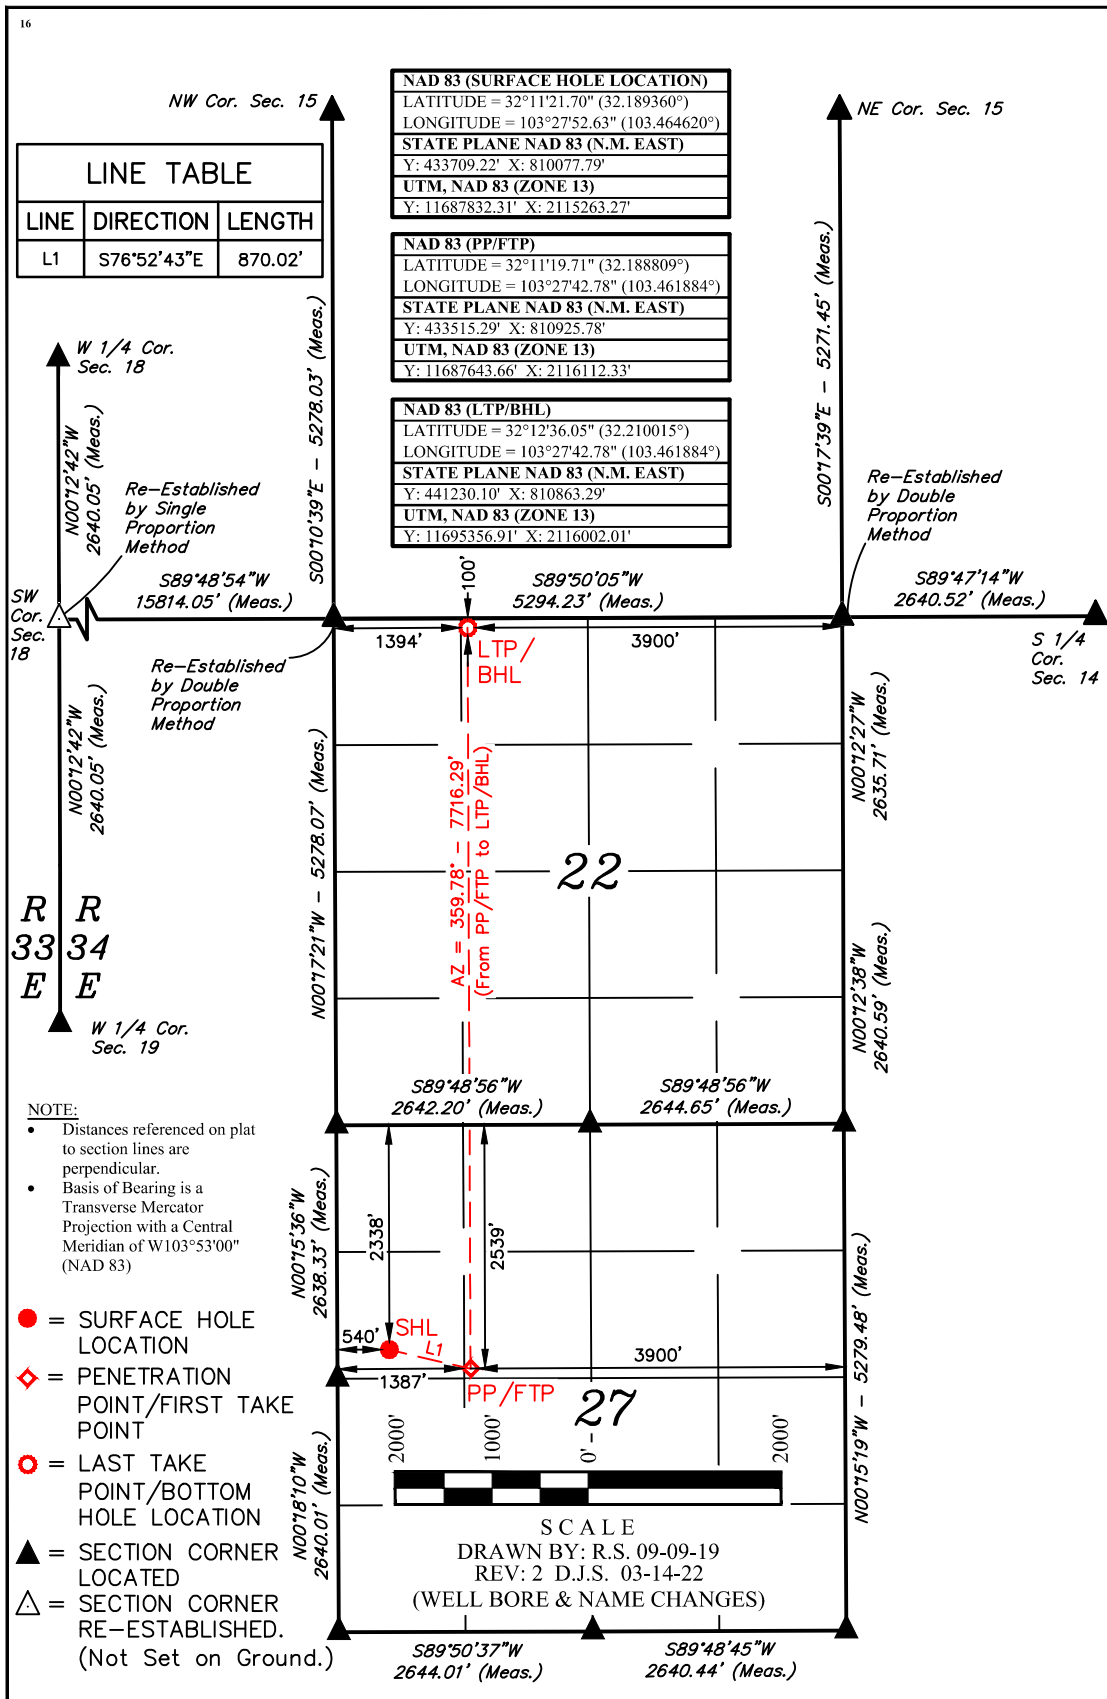 16
NW Cor. Sec. 15
NE Cor. Sec. 15
LINE TABLE
LINE DIRECTION LENGTH
L1 S76°52'43"E 870.02'
NAD 83 (SURFACE HOLE LOCATION)
LATITUDE = 32°11'21.70" (32.189360°)
LONGITUDE = 103°27'52.63" (103.464620°)
STATE PLANE NAD 83 (N.M. EAST)
Y: 433709.22' X: 810077.79'
UTM, NAD 83 (ZONE 13)
Y: 11687832.31' X: 2115263.27'
NAD 83 (PP/FTP)
LATITUDE = 32°11'19.71" (32.188809°)
LONGITUDE = 103°27'42.78" (103.461884°)
STATE PLANE NAD 83 (N.M. EAST)
Y: 433515.29' X: 810925.78'
UTM, NAD 83 (ZONE 13)
Y: 11687643.66' X: 2116112.33'
NAD 83 (LTP/BHL)
LATITUDE = 32°12'36.05" (32.210015°)
LONGITUDE = 103°27'42.78" (103.461884°)
STATE PLANE NAD 83 (N.M. EAST)
Y: 441230.10' X: 810863.29'
UTM, NAD 83 (ZONE 13)
Y: 11695356.91' X: 2116002.01'
S00°10'39"E - 5278.03' (Meas.)
S00°17'39"E - 5271.45' (Meas.)
W 1/4 Cor.
Sec. 18
N00°12'42"W
2640.05' (Meas.)
Re-Established
by Single
Proportion
Method
Re-Established
by Double
Proportion
Method
SW
Cor.
Sec.
18
S89°48'54"W
15814.05' (Meas.)
100'
S89°50'05"W
5294.23' (Meas.)
S89°47'14"W
2640.52' (Meas.)
1394'
3900'
LTP/
BHL
S 1/4
Cor.
Sec. 14
Re-Established
by Double
Proportion
Method
N00°12'42"W
2640.05' (Meas.)
N00°17'21"W - 5278.07' (Meas.)
AZ = 359.78° - 7716.29'
(From PP/FTP to LTP/BHL)
N00°12'27"W
2635.71' (Meas.)
22
R R
33 34
E E
N00°12'38"W
2640.59' (Meas.)
W 1/4 Cor.
Sec. 19
S89°48'56"W
2642.20' (Meas.)
S89°48'56"W
2644.65' (Meas.)
NOTE:
• Distances referenced on plat
to section lines are
perpendicular.
• Basis of Bearing is a
Transverse Mercator
Projection with a Central
Meridian of W103°53'00"
(NAD 83)
N00°15'36"W
2638.33' (Meas.)
2338'
2539'
N00°15'19"W - 5279.48' (Meas.)
540'
SHL
L1
1387'
3900'
PP/FTP
27
= SURFACE HOLE
LOCATION
= PENETRATION
POINT/FIRST TAKE
POINT
= LAST TAKE
POINT/BOTTOM
HOLE LOCATION
= SECTION CORNER
LOCATED
= SECTION CORNER
RE-ESTABLISHED.
(Not Set on Ground.)
N00°18'10"W
2640.01' (Meas.)
2000' 1000' 0' 2000'
SCALE
DRAWN BY: R.S. 09-09-19
REV: 2 D.J.S. 03-14-22
(WELL BORE & NAME CHANGES)
S89°50'37"W
2644.01' (Meas.)
S89°48'45"W
2640.44' (Meas.)